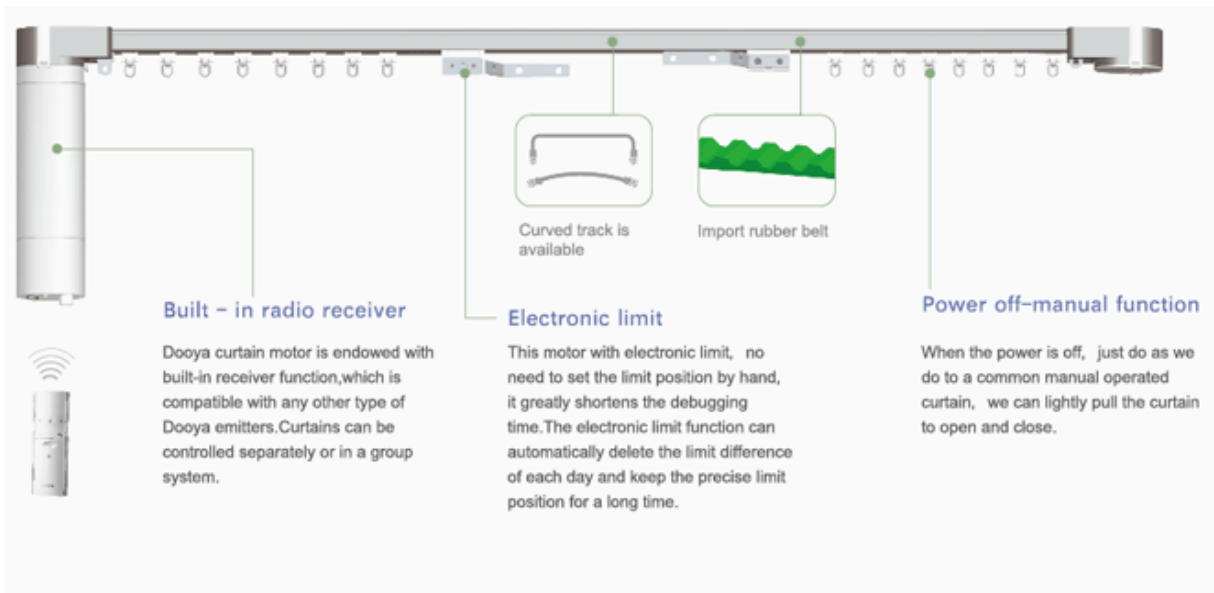 Curved track is
available
Import rubber belt
Built - in radio receiver
Dooya curtain motor is endowed with
built-in receiver function,which is
compatible with any other type of
Dooya emitters.Curtains can be
controlled separately or in a group
system.
Electronic limit
This motor with electronic limit, no
need to set the limit position by hand,
it greatly shortens the debugging
time.The electronic limit function can
automatically delete the limit difference
of each day and keep the precise limit
position for a long time.
Power off-manual function
When the power is off, just do as we
do to a common manual operated
curtain, we can lightly pull the curtain
to open and close.